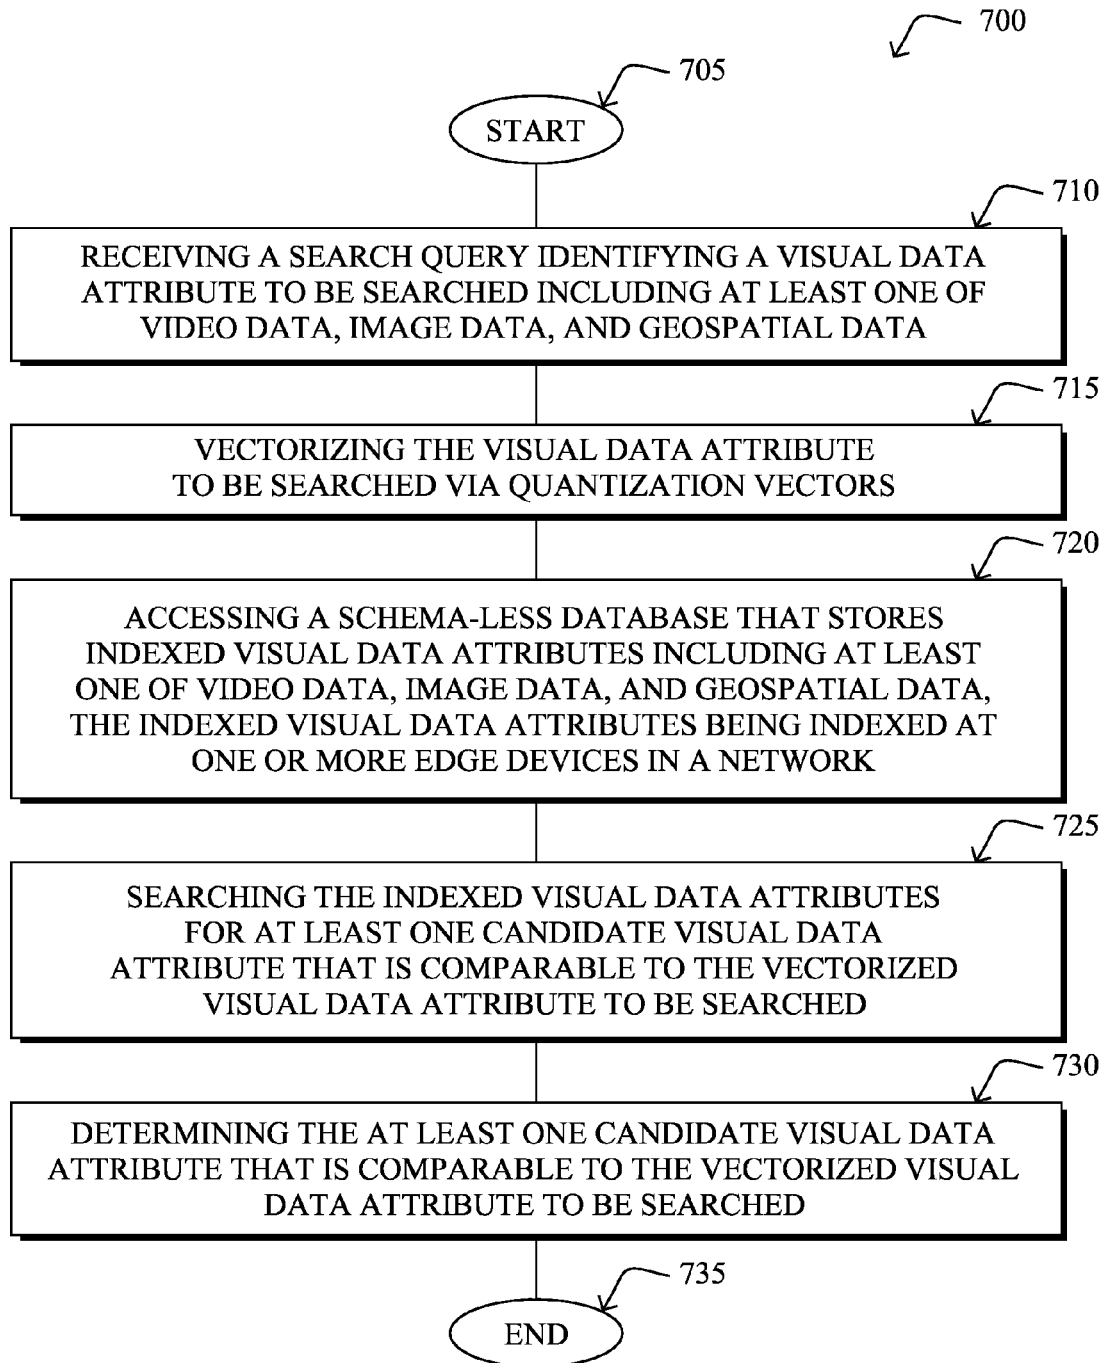 700
705
START
710
RECEIVING A SEARCH QUERY IDENTIFYING A VISUAL DATA
ATTRIBUTE TO BE SEARCHED INCLUDING AT LEAST ONE OF
VIDEO DATA, IMAGE DATA, AND GEOSPATIAL DATA
715
VECTORIZING THE VISUAL DATA ATTRIBUTE
TO BE SEARCHED VIA QUANTIZATION VECTORS
720
ACCESSING A SCHEMA-LESS DATABASE THAT STORES
INDEXED VISUAL DATA ATTRIBUTES INCLUDING AT LEAST
ONE OF VIDEO DATA, IMAGE DATA, AND GEOSPATIAL DATA,
THE INDEXED VISUAL DATA ATTRIBUTES BEING INDEXED AT
ONE OR MORE EDGE DEVICES IN A NETWORK
725
SEARCHING THE INDEXED VISUAL DATA ATTRIBUTES
FOR AT LEAST ONE CANDIDATE VISUAL DATA
ATTRIBUTE THAT IS COMPARABLE TO THE VECTORIZED
VISUAL DATA ATTRIBUTE TO BE SEARCHED
730
DETERMINING THE AT LEAST ONE CANDIDATE VISUAL DATA
ATTRIBUTE THAT IS COMPARABLE TO THE VECTORIZED VISUAL
DATA ATTRIBUTE TO BE SEARCHED
735
END